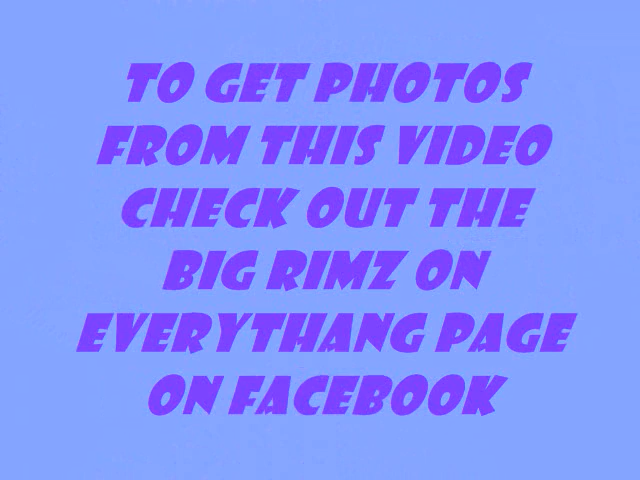 TO GET PHOTOS
FROM THIS VIDEO
CHECK OUT THE
BIG RIMZ ON
EVERYTHANG PAGE
ON FACEBOOK